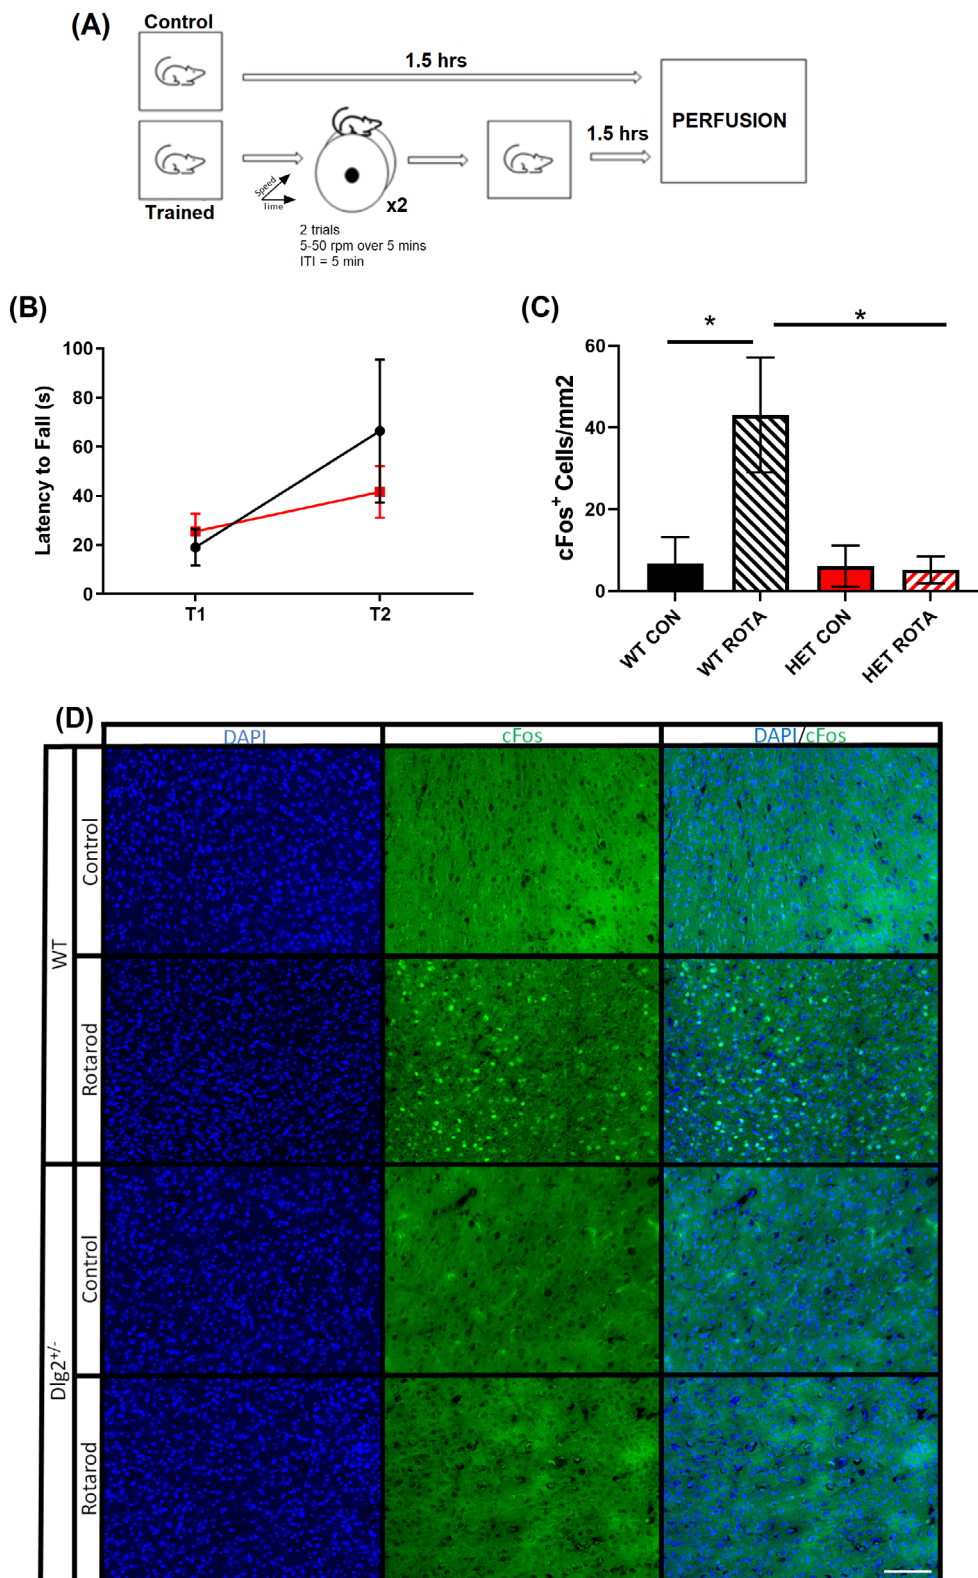 (A)
Control
1.5 hrs
PERFUSION
1.5 hrs
Trained
Speed
Time
x2
2 trials
5-50 rpm over 5 mins
ITI = 5 min
(B)
Latency to Fall (s)
100
80
60
40
20
0
T1
T2
(C)
cFos+ Cells/mm2
60
40
20
0
*
*
WT CON
WT ROTA
HET CON
HET ROTA
(D)
DAPI
cFos
DAPI/cFos
WT
Control
Rotarod
Dlg2+/-
Control
Rotarod